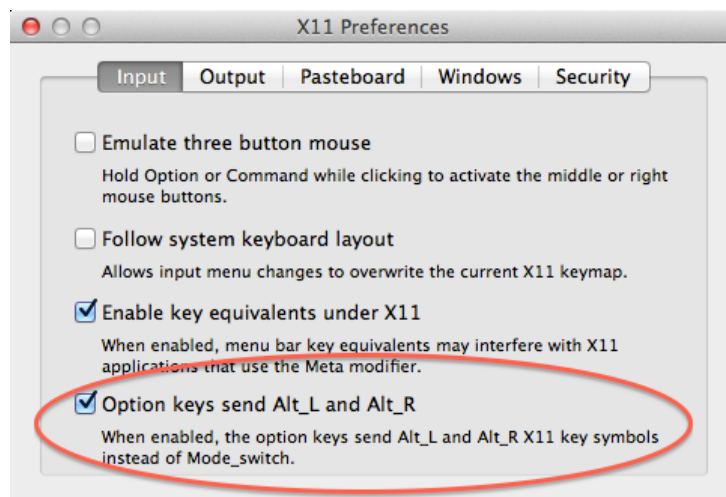 X11 Preferences
Input Output Pasteboard Windows Security
Emulate three button mouse
Hold Option or Command while clicking to activate the middle or right
mouse buttons.
Follow system keyboard layout
Allows input menu changes to overwrite the current X11 keymap.
Enable key equivalents under X11
When enabled, menu bar key equivalents may interfere with X11
applications that use the Meta modifier.
Option keys send Alt_L and Alt_R
When enabled, the option keys send Alt_L and Alt_R X11 key symbols
instead of Mode_switch.